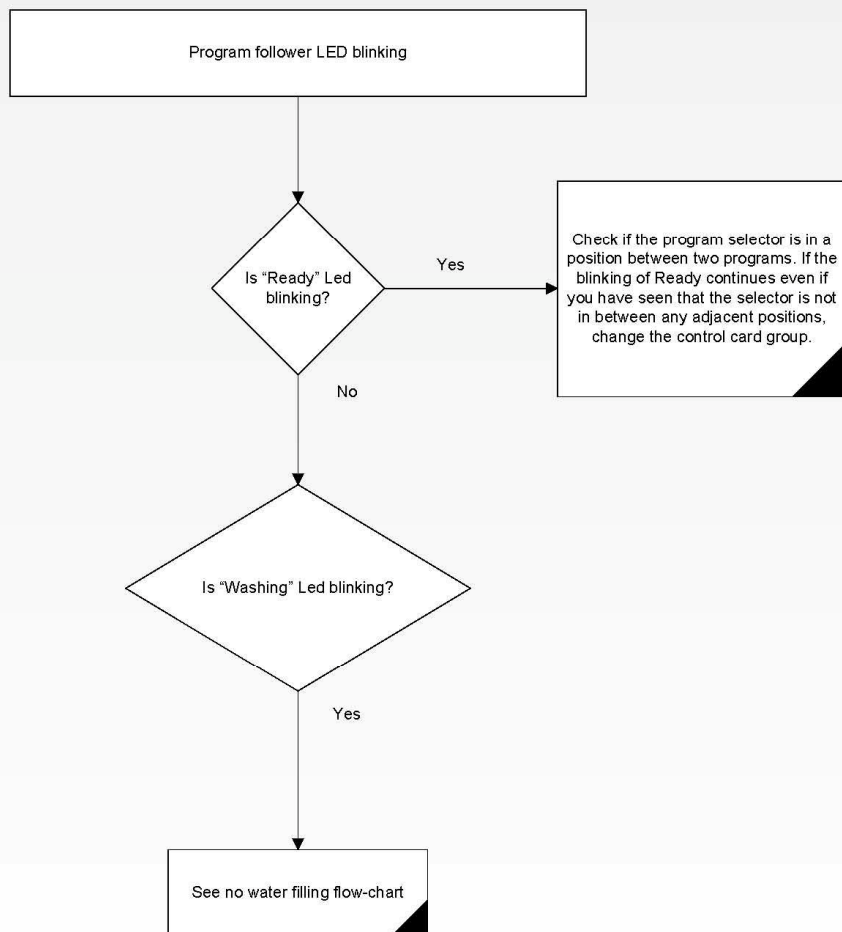 Program follower LED blinking
Is “Ready” Led
blinking?
Yes
Check if the program selector is in a
position between two programs. If the
blinking of Ready continues even if
you have seen that the selector is not
in between any adjacent positions,
change the control card group.
No
Is “Washing” Led blinking?
Yes
See no water filling flow-chart